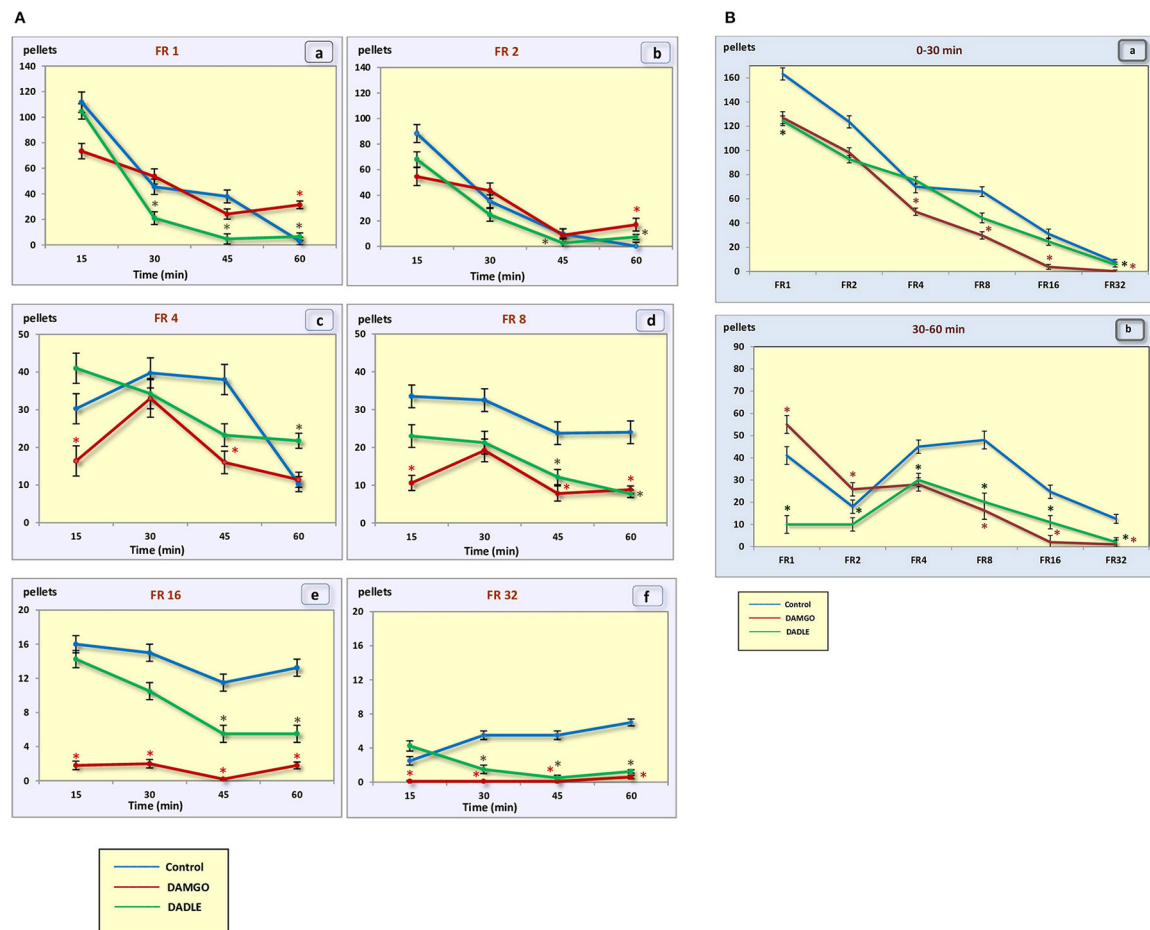 A
B
pellets FR 1 a
140
120
100
80
60
40
20
0
*
*
*
*
15 30 45 60
Time (min)
pellets FR 2 b
140
120
100
80
60
40
20
0
*
*
*
15 30 45 60
Time (min)
pellets FR 4 c
50
40
30
20
10
0
*
*
*
15 30 45 60
Time (min)
pellets FR 8 d
50
40
30
20
10
0
*
*
*
*
*
15 30 45 60
Time (min)
pellets FR 16 e
20
16
12
8
4
0
* *
* * * *
15 30 45 60
Time (min)
pellets FR 32 f
20
16
12
8
4
0
* * *
* * * *
15 30 45 60
Time (min)
Control
DAMGO
DADLE
pellets 0-30 min a
160
140
120
100
80
60
40
20
0
*
*
*
*
* *
FR1 FR2 FR4 FR8 FR16 FR32
pellets 30-60 min b
90
80
70
60
50
40
30
20
10
0
*
*
*
* * * *
* * * *
FR1 FR2 FR4 FR8 FR16 FR32
Control
DAMGO
DADLE